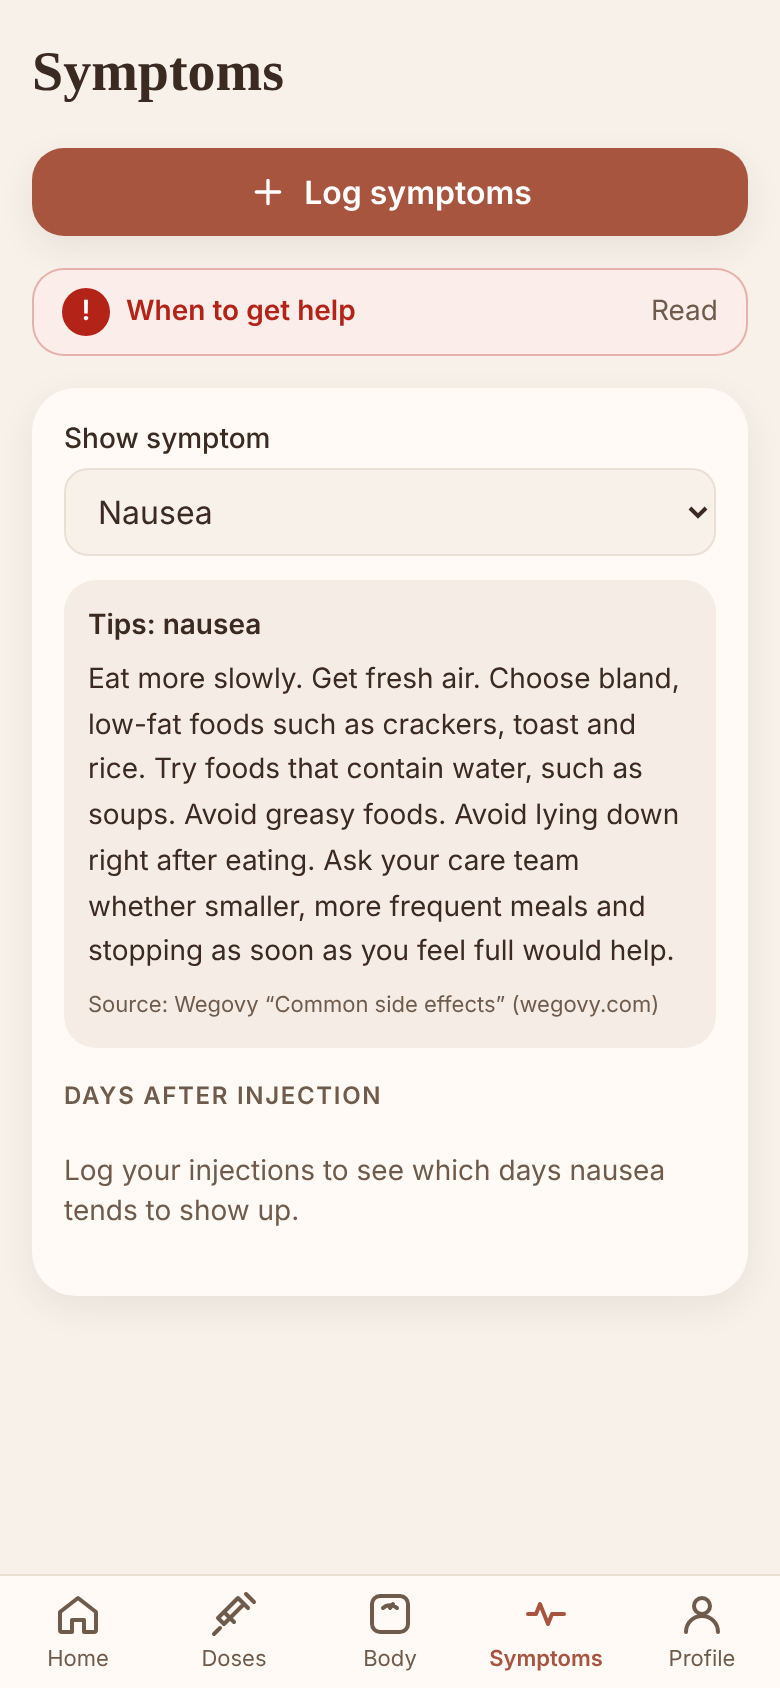 Symptoms
+ Log symptoms
! When to get help Read
Show symptom
Nausea
Tips: nausea
Eat more slowly. Get fresh air. Choose bland,
low-fat foods such as crackers, toast and
rice. Try foods that contain water, such as
soups. Avoid greasy foods. Avoid lying down
right after eating. Ask your care team
whether smaller, more frequent meals and
stopping as soon as you feel full would help.
Source: Wegovy “Common side effects” (wegovy.com)
DAYS AFTER INJECTION
Log your injections to see which days nausea
tends to show up.
Home Doses Body Symptoms Profile